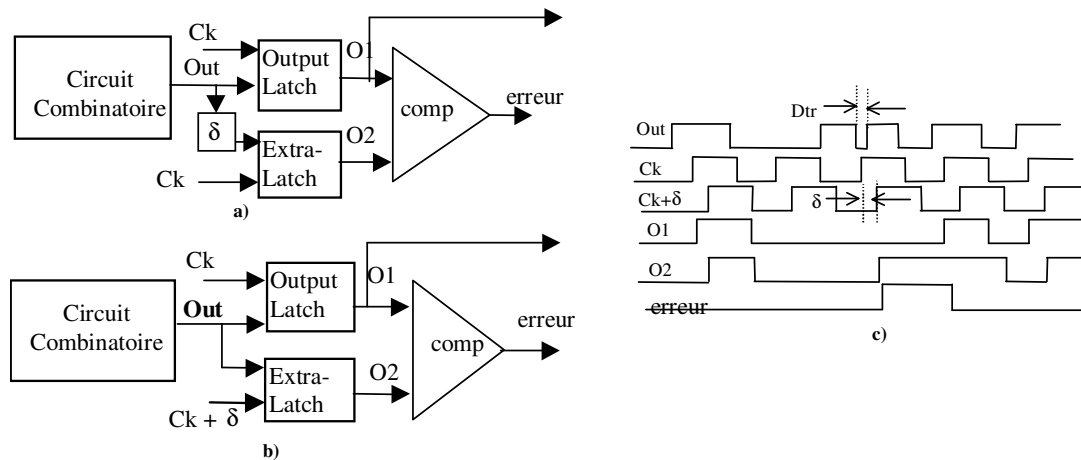 Ck
Circuit
Combinatoire
Out
Output
Latch
O1
comp
erreur
δ
Extra-
Latch
O2
Ck
a)
Ck
Circuit
Combinatoire
Out
Output
Latch
O1
comp
erreur
Extra-
Latch
O2
Ck + δ
b)
Dtr
Out
Ck
Ck+δ
δ
O1
O2
erreur
c)